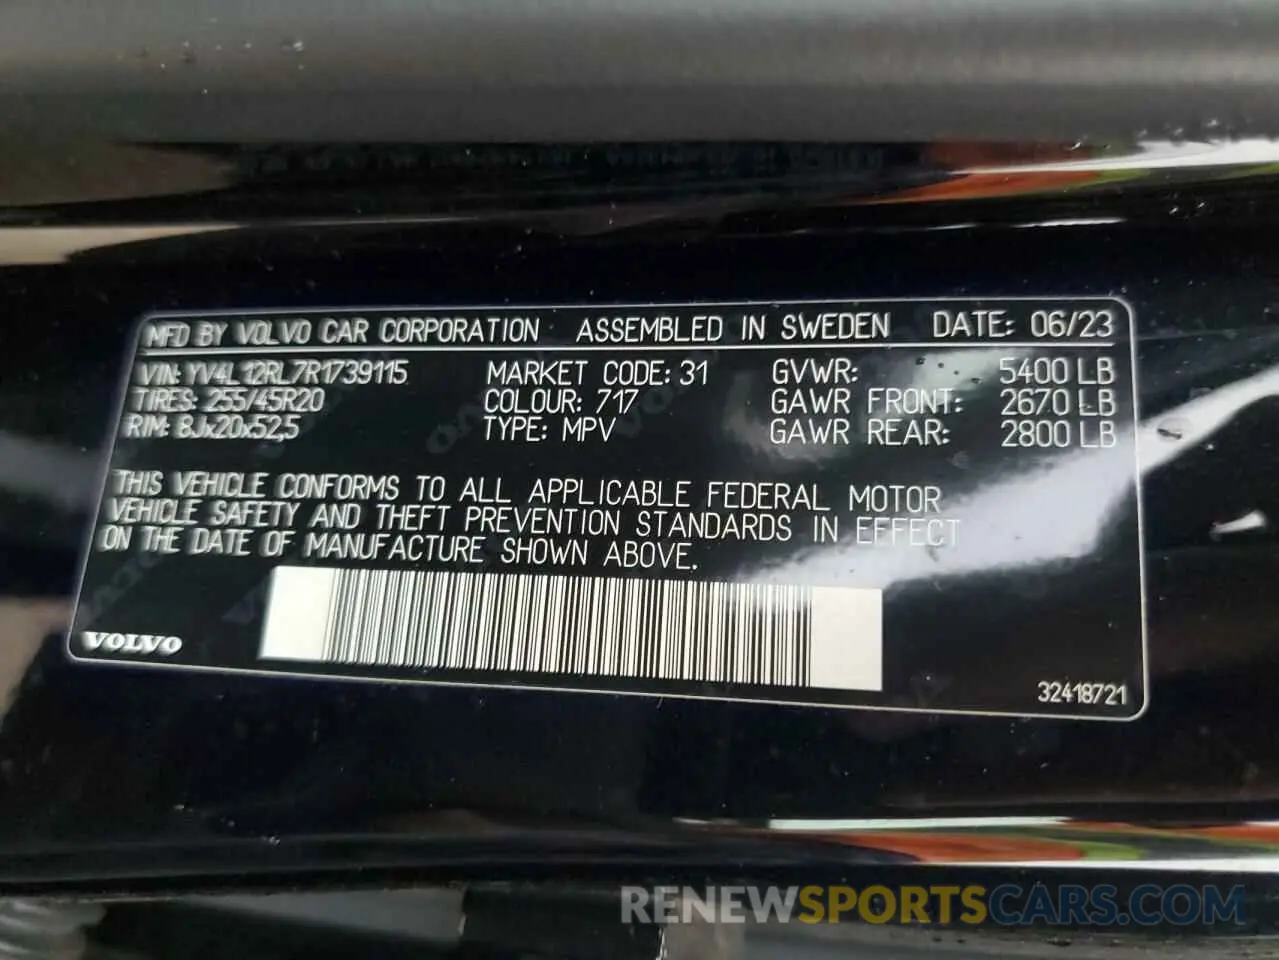 MFD BY VOLVO CAR CORPORATION ASSEMBLED IN SWEDEN DATE: 06/23
VIN: YV4L12RL7R1739115 MARKET CODE: 31 GVWR: 5400 LB
TIRES: 255/45R20 COLOUR: 717 GAWR FRONT: 2670 LB
RIM: 8Jx20x52,5 TYPE: MPV GAWR REAR: 2800 LB
THIS VEHICLE CONFORMS TO ALL APPLICABLE FEDERAL MOTOR
VEHICLE SAFETY AND THEFT PREVENTION STANDARDS IN EFFECT
ON THE DATE OF MANUFACTURE SHOWN ABOVE.
VOLVO
32418721
RENEWSPORTSCARS.COM